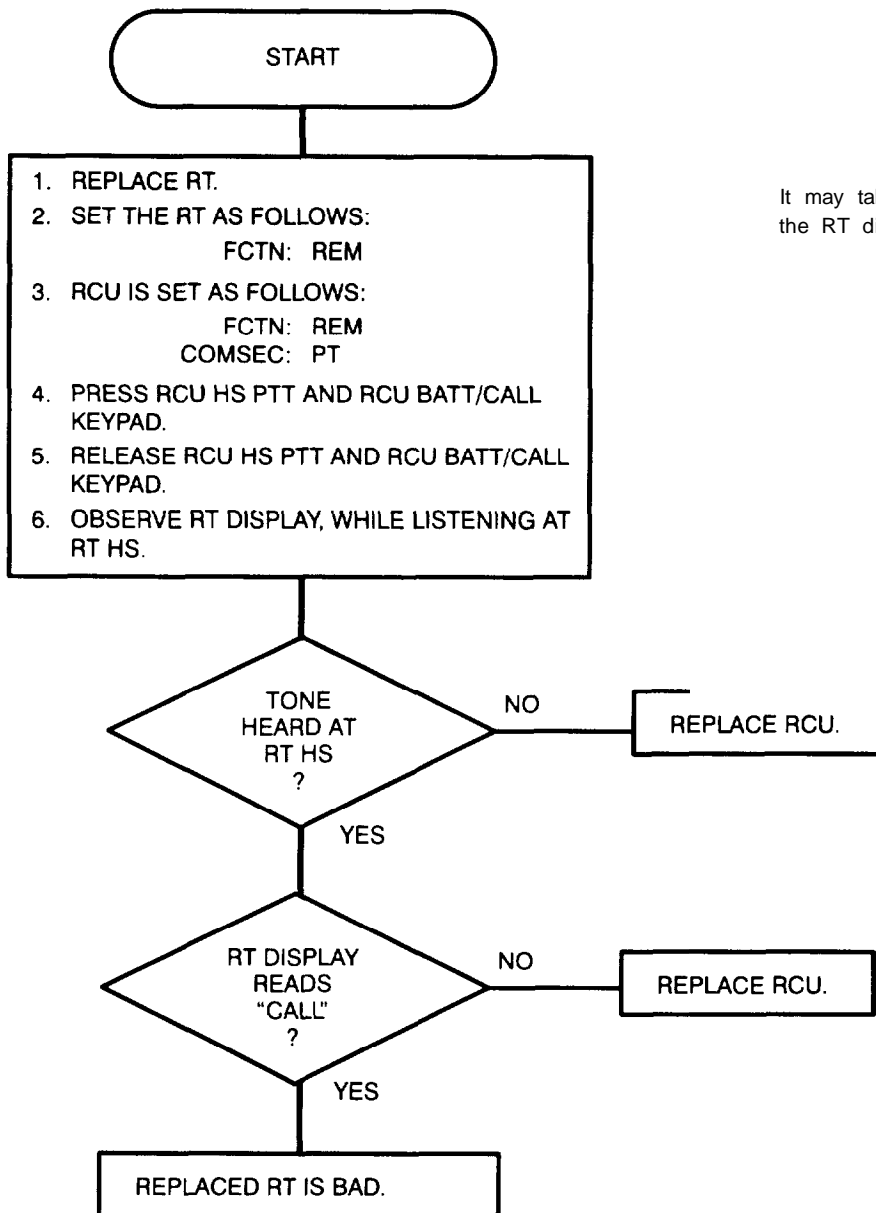 START
1. REPLACE RT.
2. SET THE RT AS FOLLOWS:
FCTN: REM
3. RCU IS SET AS FOLLOWS:
FCTN: REM
COMSEC: PT
4. PRESS RCU HS PTT AND RCU BATT/CALL
KEYPAD.
5. RELEASE RCU HS PTT AND RCU BATT/CALL
KEYPAD.
6. OBSERVE RT DISPLAY, WHILE LISTENING AT
RT HS.
It may
the RT
TONE
HEARD AT
RT HS
?
NO
REPLACE RCU.
YES
RT DISPLAY
READS
"CALL"
?
NO
REPLACE RCU.
YES
REPLACED RT IS BAD.